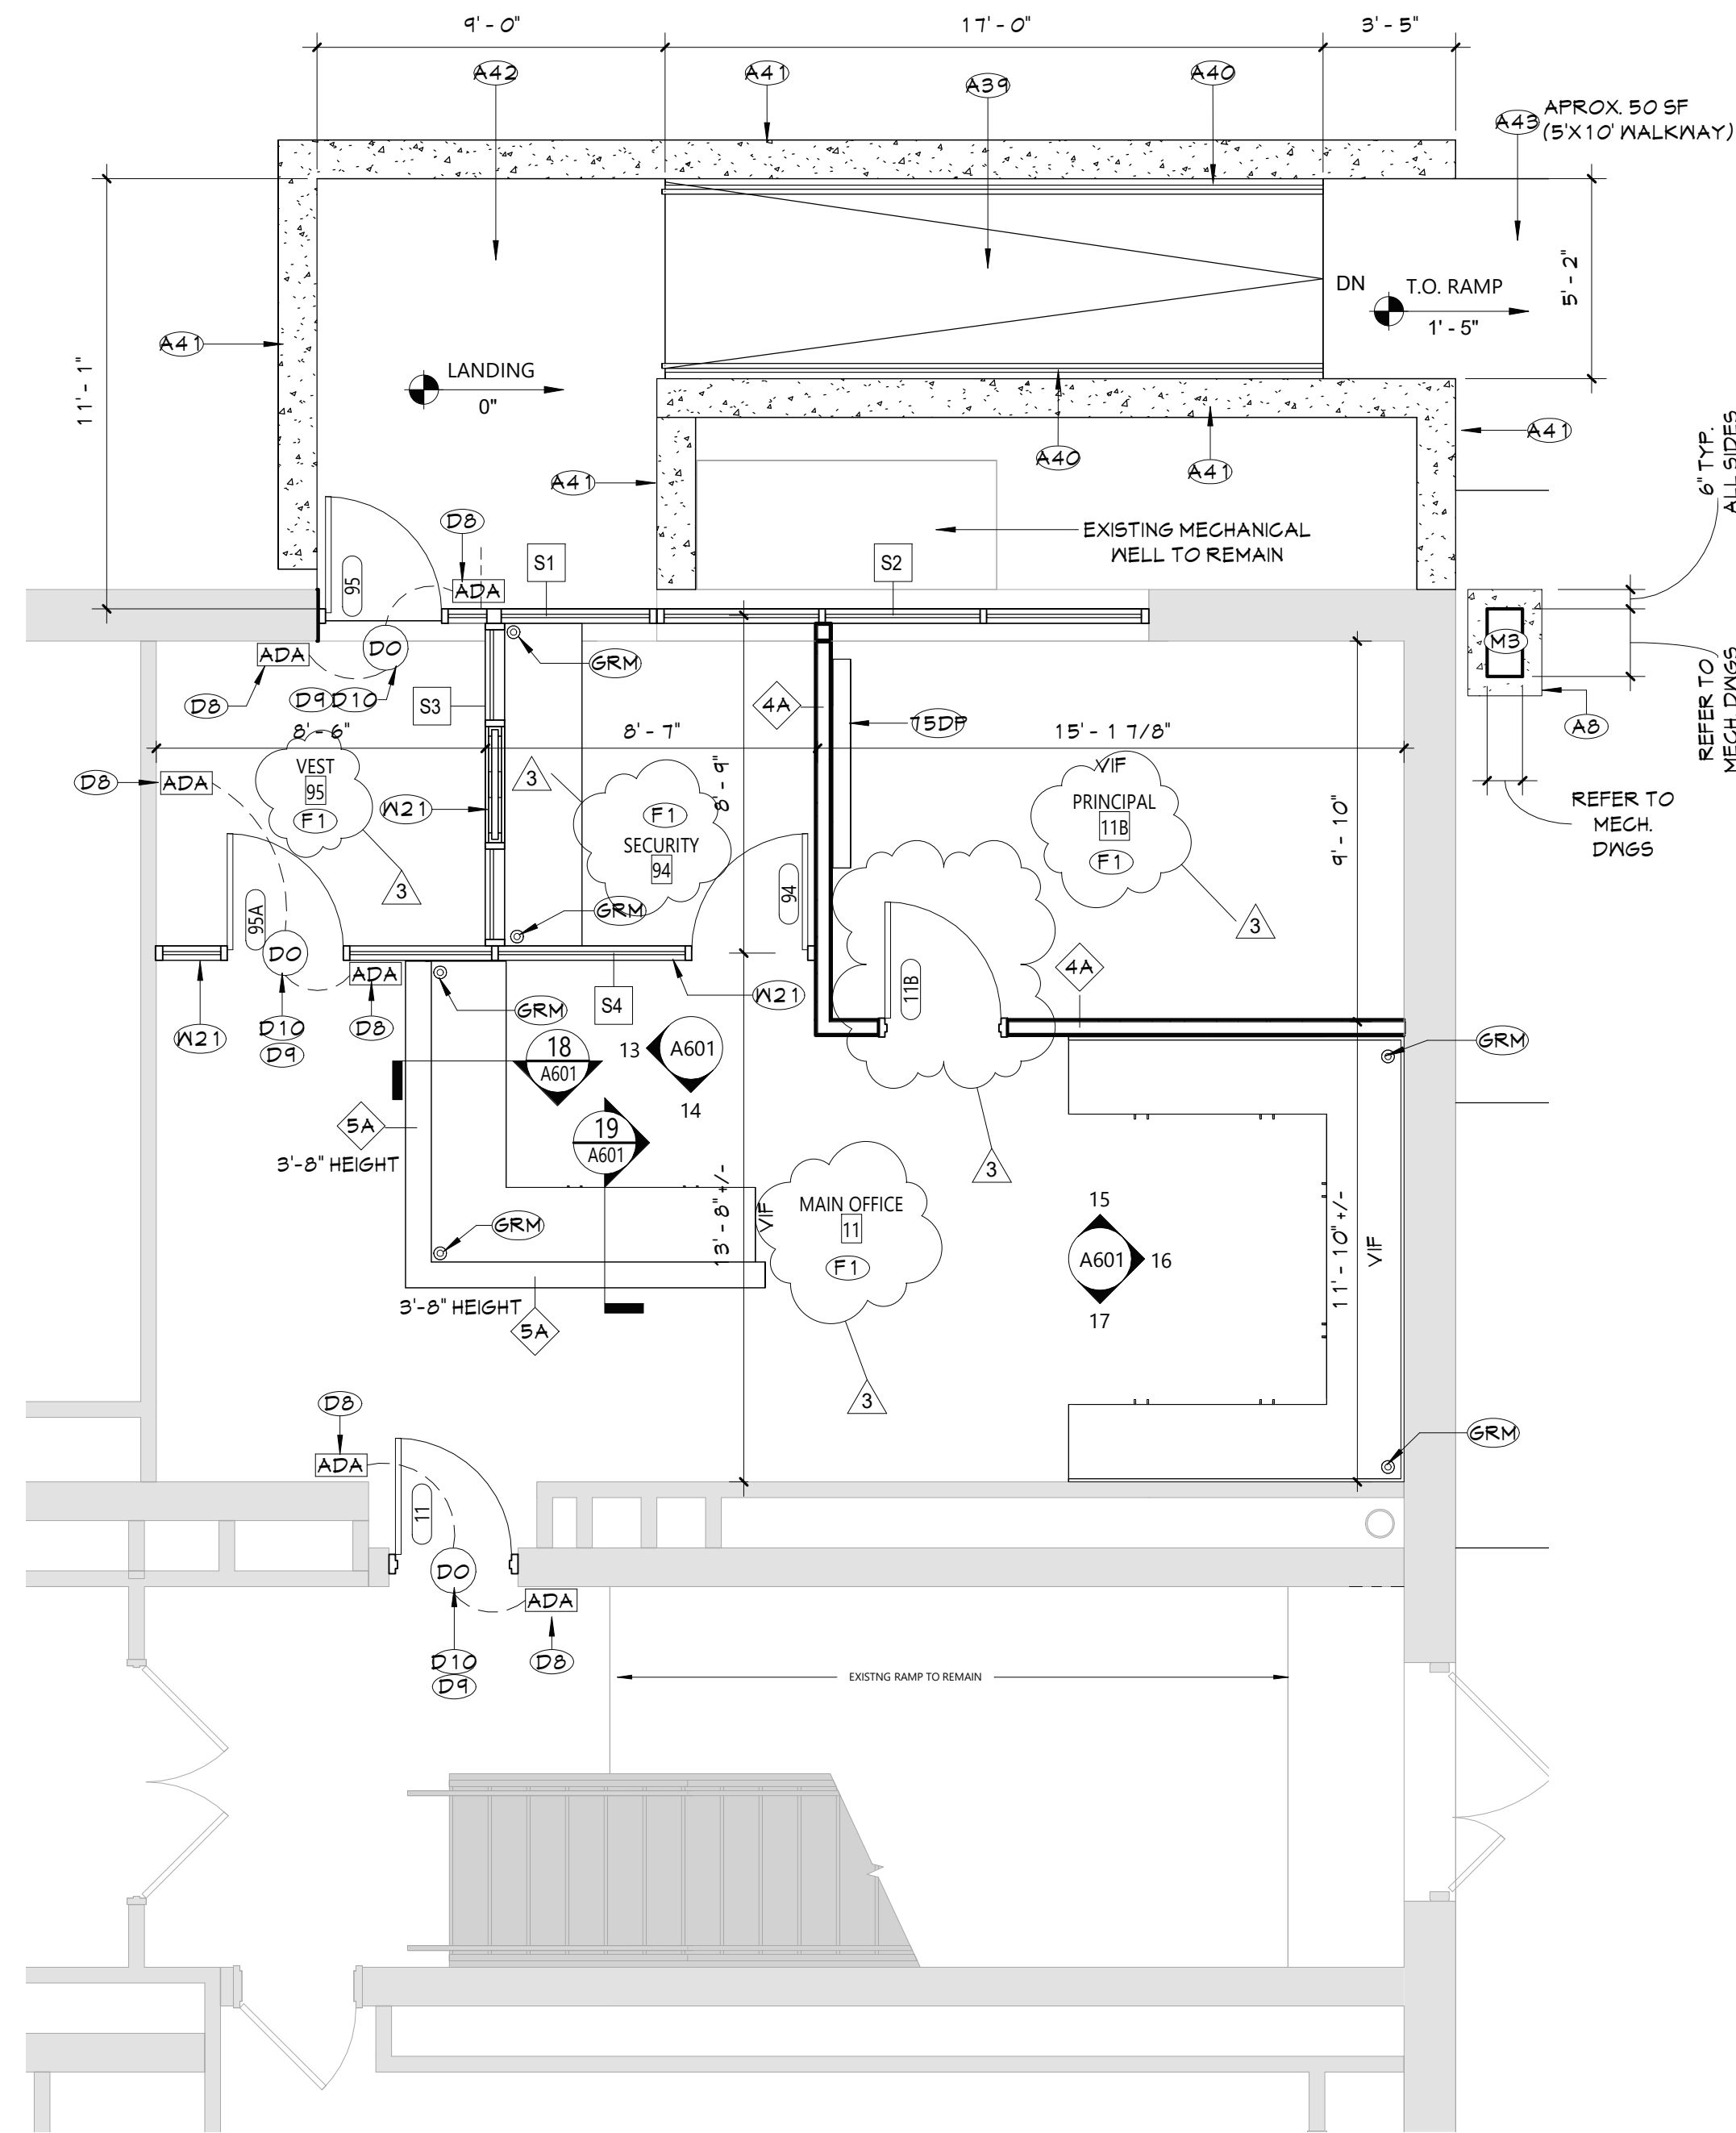 9' - 0"
17' - 0"
3' - 5"
A42
A41
A39
A40
A43
APROX. 50 SF
(5'X10' WALKWAY)
11' - 1"
A41
LANDING
0"
DN
T.O. RAMP
1' - 5"
5' - 2"
A41
A40
A41
A41
6" TYP.
ALL SIDES
EXISTING MECHANICAL
WELL TO REMAIN
D8
ADA
S1
S2
95
ADA
DO
GRM
M3
D8
D9
D10
S3
4A
75DP
A8
REFER TO
MECH DWGS
8' - 6"
8' - 7"
15' - 1 7/8"
VIF
D8
ADA
VEST
95
F1
W21
3
F1
SECURITY
94
8' - 9"
PRINCIPAL
11B
F1
9' - 10"
REFER TO
MECH.
DWGS
3
94
GRM
3
95A
DO
ADA
4A
11B
W21
D10
D9
D8
GRM
S4
W21
GRM
18
A601
13
A601
14
5A
3'-8" HEIGHT
19
A601
3
GRM
13' - 8" +/-
VIF
MAIN OFFICE
11
F1
15
A601
16
17
11' - 10" +/-
VIF
3'-8" HEIGHT
5A
3
D8
ADA
GRM
11
DO
ADA
D10
D9
D8
EXISTNG RAMP TO REMAIN